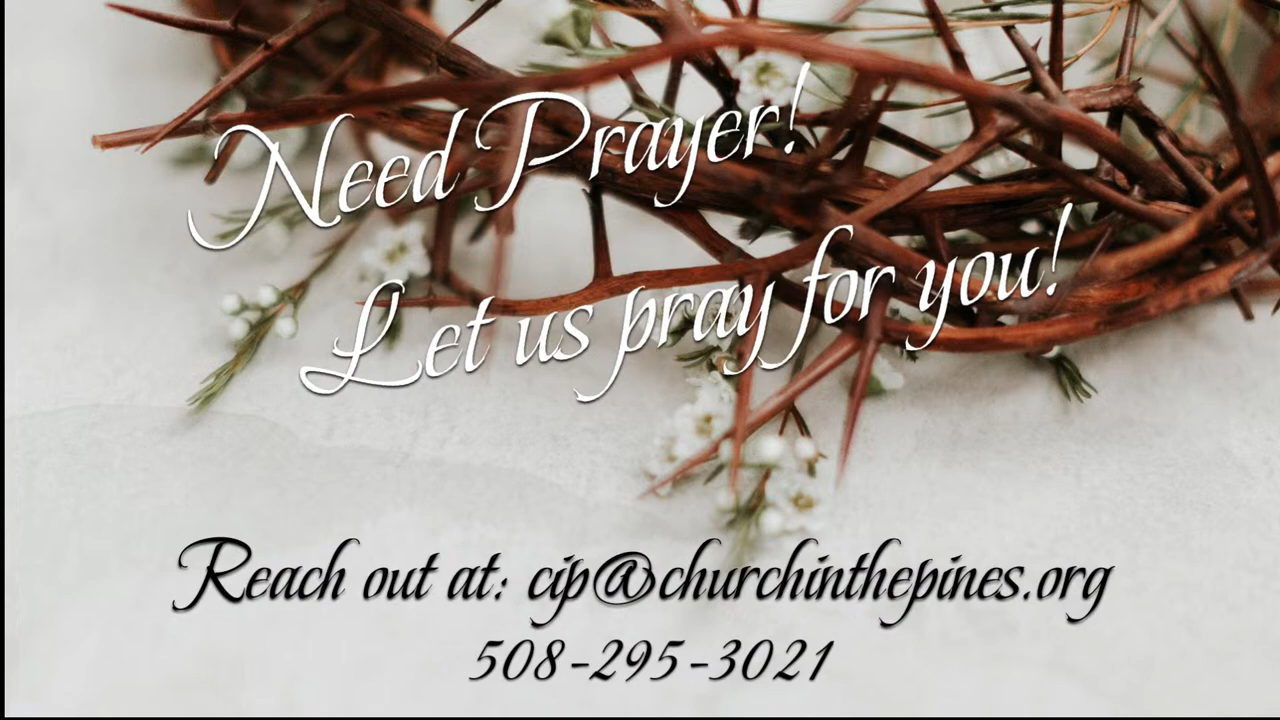 Need Prayer!
Let us pray for you!
Reach out at: cip@churchinthepines.org
508-295-3021